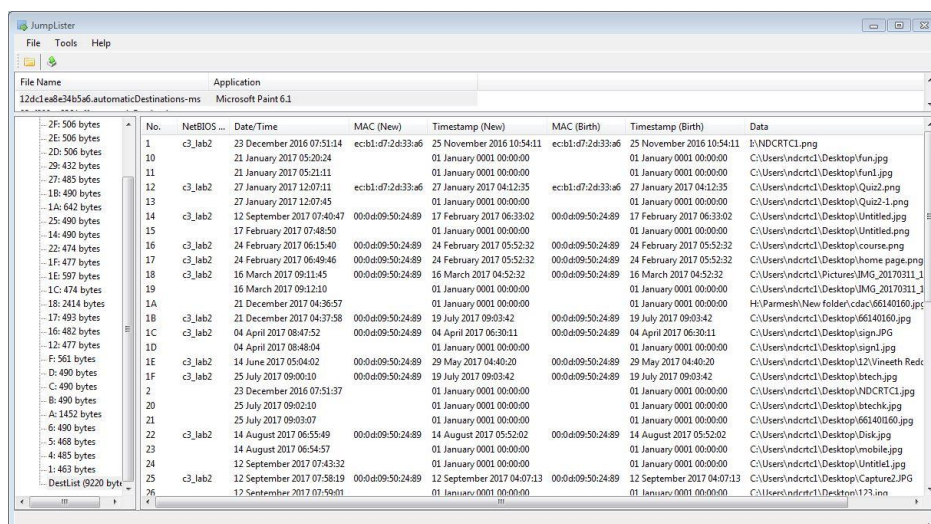 JumpLister
File Tools Help
File Name Application
12dc1ea8e34b5a6.automaticDestinations-ms Microsoft Paint 6.1
2F: 506 bytes
2E: 506 bytes
2D: 506 bytes
29: 432 bytes
27: 485 bytes
1B: 490 bytes
1A: 642 bytes
25: 490 bytes
14: 490 bytes
22: 474 bytes
1F: 477 bytes
1E: 597 bytes
1C: 474 bytes
18: 2414 bytes
17: 493 bytes
16: 482 bytes
12: 477 bytes
F: 561 bytes
D: 490 bytes
C: 490 bytes
B: 490 bytes
A: 1452 bytes
6: 490 bytes
5: 468 bytes
4: 485 bytes
1: 463 bytes
DestList (9220 byte
No. NetBIOS ... Date/Time MAC (New) Timestamp (New) MAC (Birth) Timestamp (Birth) Data
1 c3_lab2 23 December 2016 07:51:14 ec:b1:d7:2d:33:a6 25 November 2016 10:54:11 ec:b1:d7:2d:33:a6 25 November 2016 10:54:11 I:\NDCRTC1.png
10 21 January 2017 05:20:24 01 January 0001 00:00:00 01 January 0001 00:00:00 C:\Users\ndcrtc1\Desktop\fun.jpg
11 21 January 2017 05:21:11 01 January 0001 00:00:00 01 January 0001 00:00:00 C:\Users\ndcrtc1\Desktop\fun1.jpg
12 c3_lab2 27 January 2017 12:07:11 ec:b1:d7:2d:33:a6 27 January 2017 04:12:35 ec:b1:d7:2d:33:a6 27 January 2017 04:12:35 C:\Users\ndcrtc1\Desktop\Quiz2.png
13 27 January 2017 12:07:45 01 January 0001 00:00:00 01 January 0001 00:00:00 C:\Users\ndcrtc1\Desktop\Quiz2-1.png
14 c3_lab2 12 September 2017 07:40:47 00:0d:09:50:24:89 17 February 2017 06:33:02 00:0d:09:50:24:89 17 February 2017 06:33:02 C:\Users\ndcrtc1\Desktop\Untitled.jpg
15 17 February 2017 07:48:50 01 January 0001 00:00:00 01 January 0001 00:00:00 C:\Users\ndcrtc1\Desktop\Untitled.png
16 c3_lab2 24 February 2017 06:15:40 00:0d:09:50:24:89 24 February 2017 05:52:32 00:0d:09:50:24:89 24 February 2017 05:52:32 C:\Users\ndcrtc1\Desktop\course.png
17 c3_lab2 24 February 2017 06:49:46 00:0d:09:50:24:89 24 February 2017 05:52:32 00:0d:09:50:24:89 24 February 2017 05:52:32 C:\Users\ndcrtc1\Desktop\home page.png
18 c3_lab2 16 March 2017 09:11:45 00:0d:09:50:24:89 16 March 2017 04:52:32 00:0d:09:50:24:89 16 March 2017 04:52:32 C:\Users\ndcrtc1\Pictures\IMG_20170311_1
19 16 March 2017 09:12:10 01 January 0001 00:00:00 01 January 0001 00:00:00 C:\Users\ndcrtc1\Desktop\IMG_20170311_1
1A 21 December 2017 04:36:57 01 January 0001 00:00:00 01 January 0001 00:00:00 H:\Parmesh\New folder\cdac\66140160.jpg
1B c3_lab2 21 December 2017 04:37:58 00:0d:09:50:24:89 19 July 2017 09:03:42 00:0d:09:50:24:89 19 July 2017 09:03:42 C:\Users\ndcrtc1\Desktop\66140160.jpg
1C c3_lab2 04 April 2017 08:47:52 00:0d:09:50:24:89 04 April 2017 06:30:11 00:0d:09:50:24:89 04 April 2017 06:30:11 C:\Users\ndcrtc1\Desktop\sign.JPG
1D 04 April 2017 08:48:04 01 January 0001 00:00:00 01 January 0001 00:00:00 C:\Users\ndcrtc1\Desktop\sign1.jpg
1E c3_lab2 14 June 2017 05:04:02 00:0d:09:50:24:89 29 May 2017 04:40:20 00:0d:09:50:24:89 29 May 2017 04:40:20 C:\Users\ndcrtc1\Desktop\12\Vineeth Redc
1F c3_lab2 25 July 2017 09:00:10 00:0d:09:50:24:89 19 July 2017 09:03:42 00:0d:09:50:24:89 19 July 2017 09:03:42 C:\Users\ndcrtc1\Desktop\btech.jpg
2 23 December 2016 07:51:37 01 January 0001 00:00:00 01 January 0001 00:00:00 C:\Users\ndcrtc1\Desktop\NDCRTC1.jpg
20 25 July 2017 09:02:10 01 January 0001 00:00:00 01 January 0001 00:00:00 C:\Users\ndcrtc1\Desktop\btechk.jpg
21 25 July 2017 09:03:07 01 January 0001 00:00:00 01 January 0001 00:00:00 C:\Users\ndcrtc1\Desktop\66140l160.jpg
22 c3_lab2 14 August 2017 06:55:49 00:0d:09:50:24:89 14 August 2017 05:52:02 00:0d:09:50:24:89 14 August 2017 05:52:02 C:\Users\ndcrtc1\Desktop\Disk.jpg
23 14 August 2017 06:54:57 01 January 0001 00:00:00 01 January 0001 00:00:00 C:\Users\ndcrtc1\Desktop\mobile.jpg
24 12 September 2017 07:43:32 01 January 0001 00:00:00 01 January 0001 00:00:00 C:\Users\ndcrtc1\Desktop\Untitle1.jpg
25 c3_lab2 12 September 2017 07:58:19 00:0d:09:50:24:89 12 September 2017 04:07:13 00:0d:09:50:24:89 12 September 2017 04:07:13 C:\Users\ndcrtc1\Desktop\Capture2.JPG
26 12 September 2017 07:59:01 01 January 0001 00:00:00 01 January 0001 00:00:00 C:\Users\ndcrtc1\Desktop\123.jpg